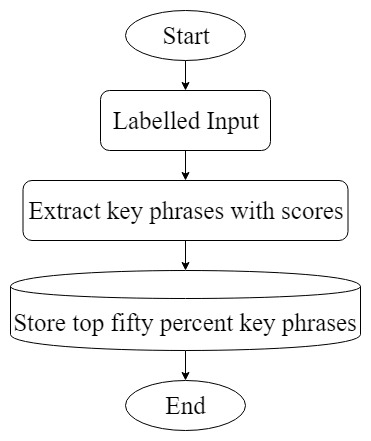 Start
Labelled Input
Extract key phrases with scores
Store top fifty percent key phrases
End